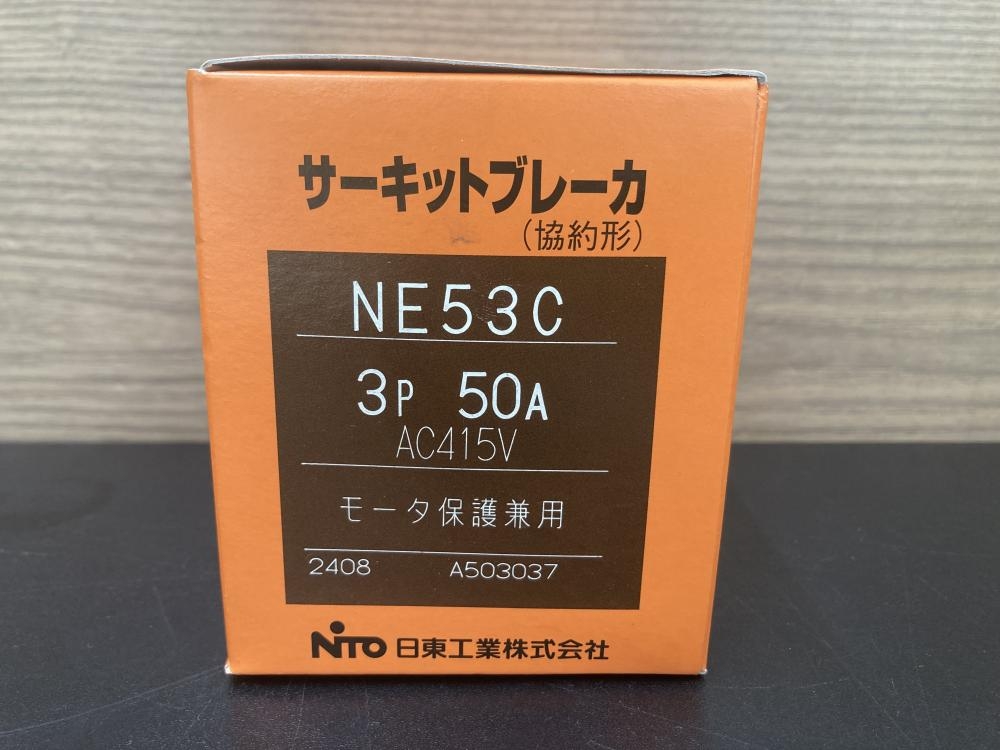 サーキットブレーカ
(協約形)
NE53C
3P 50A
AC415V
モータ保護兼用
2408 A503037
NITO 日東工業株式会社